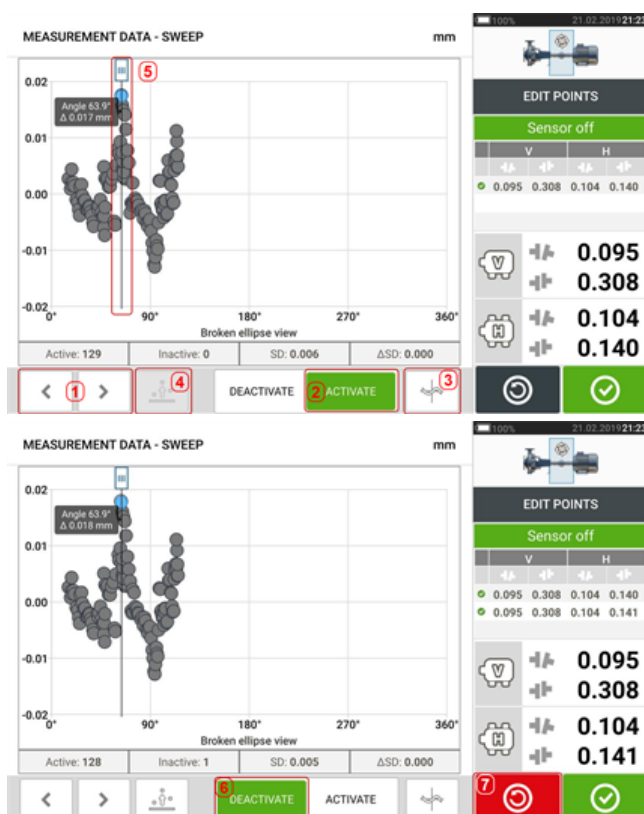 100% 21.02.2019 21:23
MEASUREMENT DATA - SWEEP mm
5
0.02
Angle 63.9°
Δ 0.017 mm
0.01
0.00
-0.01
-0.02
0° 90° 180° 270° 360°
Broken ellipse view
Active: 129 Inactive: 0 SD: 0.006 ΔSD: 0.000
1 4 DEACTIVATE 2 ACTIVATE 3
EDIT POINTS
Sensor off
V H
0.095 0.308 0.104 0.140
V 0.095
0.308
H 0.104
0.140
100% 21.02.2019 21:23
MEASUREMENT DATA - SWEEP mm
0.02
Angle 63.9°
Δ 0.018 mm
0.01
0.00
-0.01
-0.02
0° 90° 180° 270° 360°
Broken ellipse view
Active: 128 Inactive: 1 SD: 0.005 ΔSD: 0.000
6 DEACTIVATE ACTIVATE
EDIT POINTS
Sensor off
V H
0.095 0.308 0.104 0.140
0.095 0.308 0.104 0.141
V 0.095
0.308
H 0.104
0.141
7